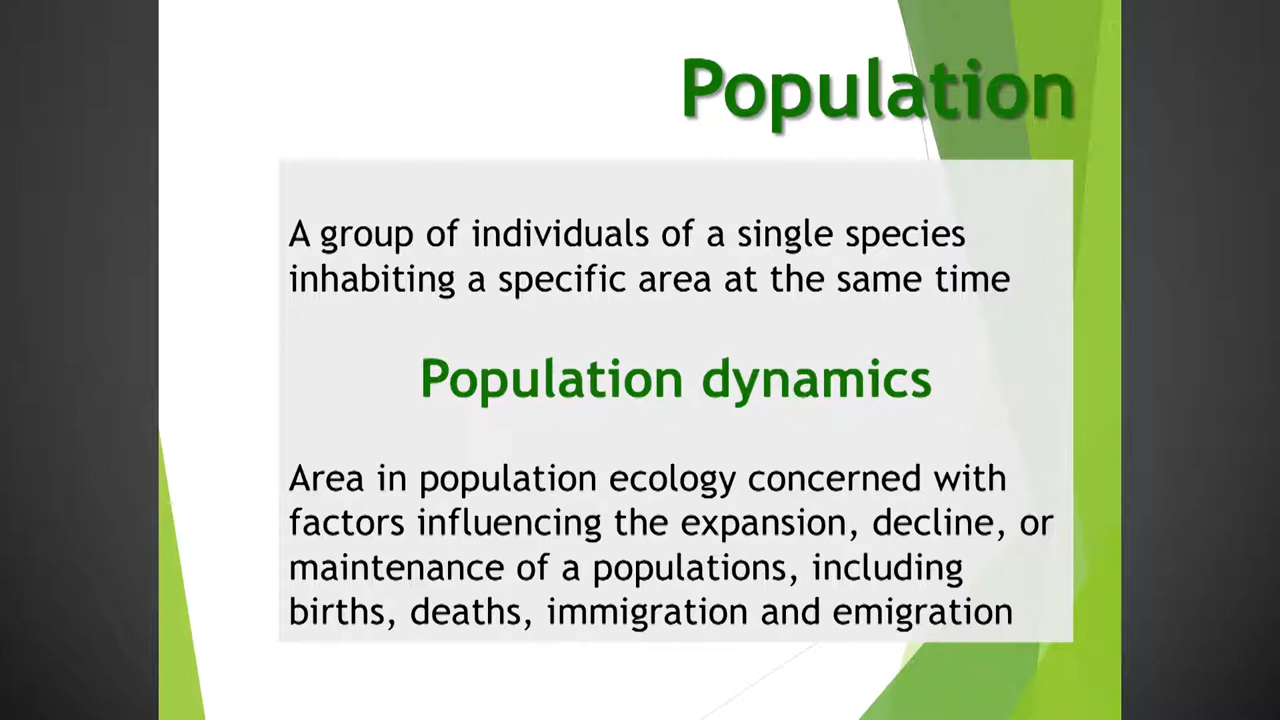 Population
A group of individuals of a single species
inhabiting a specific area at the same time
Population dynamics
Area in population ecology concerned with
factors influencing the expansion, decline, or
maintenance of a populations, including
births, deaths, immigration and emigration